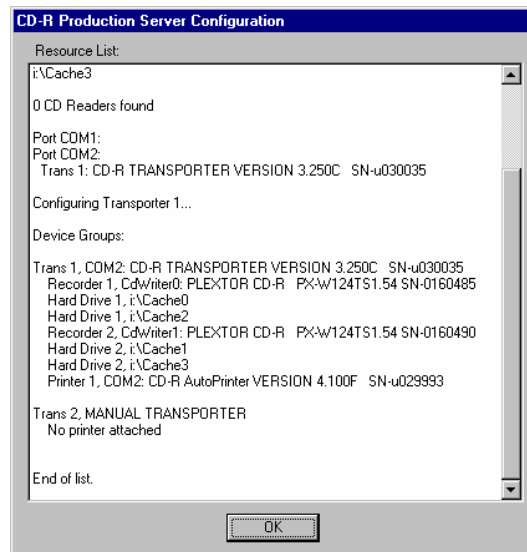 CD-R Production Server Configuration
Resource List:
i:\Cache3
0 CD Readers found
Port COM1:
Port COM2:
Trans 1: CD-R TRANSPORTER VERSION 3.250C SN-u030035
Configuring Transporter 1...
Device Groups:
Trans 1, COM2: CD-R TRANSPORTER VERSION 3.250C SN-u030035
Recorder 1, CdWriter0: PLEXTOR CD-R PX-W124TS1.54 SN-0160485
Hard Drive 1, i:\Cache0
Hard Drive 1, i:\Cache2
Recorder 2, CdWriter1: PLEXTOR CD-R PX-W124TS1.54 SN-0160490
Hard Drive 2, i:\Cache1
Hard Drive 2, i:\Cache3
Printer 1, COM2: CD-R AutoPrinter VERSION 4.100F SN-u029993
Trans 2, MANUAL TRANSPORTER
No printer attached
End of list.
OK